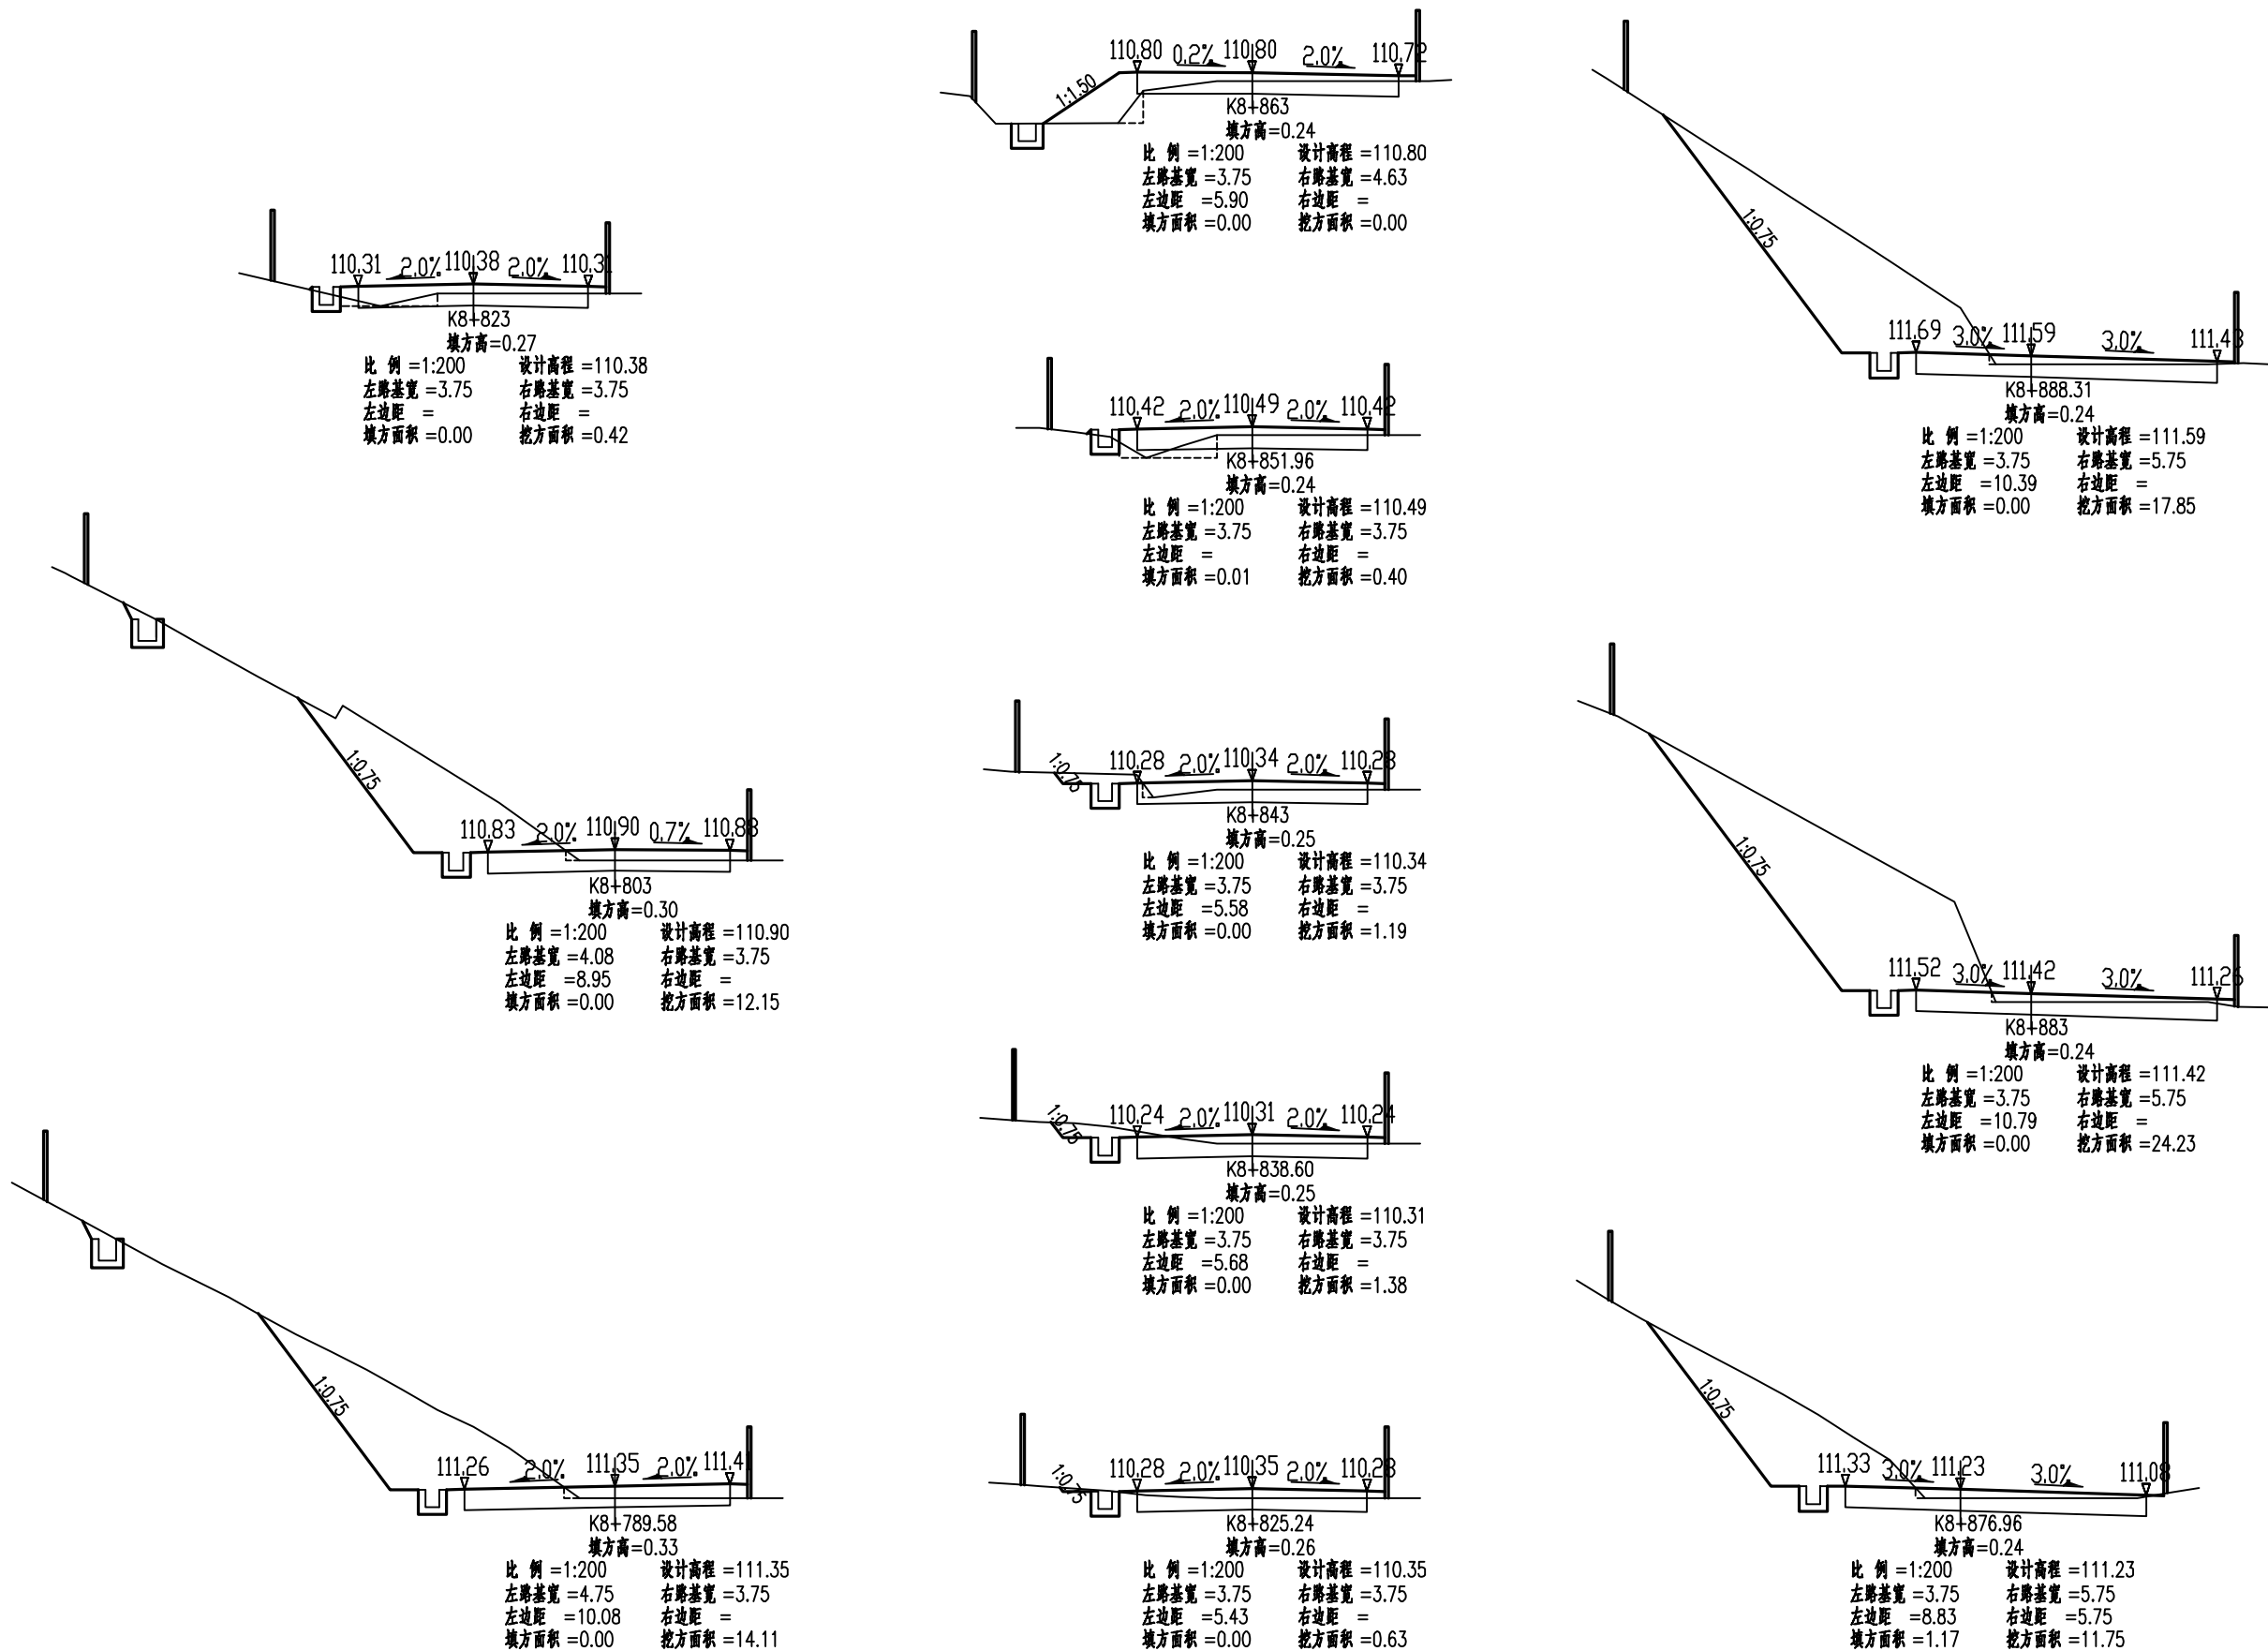 110.31 2.0% 110.38 2.0% 110.31
K8+823
填方高=0.27
比 例 =1:200 设计高程 =110.38
左路基宽 =3.75 右路基宽 =3.75
左边距 = 右边距 =
填方面积 =0.00 挖方面积 =0.42
1:0.75
110.83 2.0% 110.90 0.7% 110.88
K8+803
填方高=0.30
比 例 =1:200 设计高程 =110.90
左路基宽 =4.08 右路基宽 =3.75
左边距 =8.95 右边距 =
填方面积 =0.00 挖方面积 =12.15
1:0.75
111.26 2.0% 111.35 2.0% 111.41
K8+789.58
填方高=0.33
比 例 =1:200 设计高程 =111.35
左路基宽 =4.75 右路基宽 =3.75
左边距 =10.08 右边距 =
填方面积 =0.00 挖方面积 =14.11
1:1.50
110.80 0.2% 110.80 2.0% 110.72
K8+863
填方高=0.24
比 例 =1:200 设计高程 =110.80
左路基宽 =3.75 右路基宽 =4.63
左边距 =5.90 右边距 =
填方面积 =0.00 挖方面积 =0.00
110.42 2.0% 110.49 2.0% 110.42
K8+851.96
填方高=0.24
比 例 =1:200 设计高程 =110.49
左路基宽 =3.75 右路基宽 =3.75
左边距 = 右边距 =
填方面积 =0.01 挖方面积 =0.40
1:0.75
110.28 2.0% 110.34 2.0% 110.28
K8+843
填方高=0.25
比 例 =1:200 设计高程 =110.34
左路基宽 =3.75 右路基宽 =3.75
左边距 =5.58 右边距 =
填方面积 =0.00 挖方面积 =1.19
1:0.75
110.24 2.0% 110.31 2.0% 110.24
K8+838.60
填方高=0.25
比 例 =1:200 设计高程 =110.31
左路基宽 =3.75 右路基宽 =3.75
左边距 =5.68 右边距 =
填方面积 =0.00 挖方面积 =1.38
1:0.75
110.28 2.0% 110.35 2.0% 110.28
K8+825.24
填方高=0.26
比 例 =1:200 设计高程 =110.35
左路基宽 =3.75 右路基宽 =3.75
左边距 =5.43 右边距 =
填方面积 =0.00 挖方面积 =0.63
1:0.75
111.69 3.0% 111.59 3.0% 111.43
K8+888.31
填方高=0.24
比 例 =1:200 设计高程 =111.59
左路基宽 =3.75 右路基宽 =5.75
左边距 =10.39 右边距 =
填方面积 =0.00 挖方面积 =17.85
1:0.75
111.52 3.0% 111.42 3.0% 111.26
K8+883
填方高=0.24
比 例 =1:200 设计高程 =111.42
左路基宽 =3.75 右路基宽 =5.75
左边距 =10.79 右边距 =
填方面积 =0.00 挖方面积 =24.23
1:0.75
111.33 3.0% 111.23 3.0% 111.08
K8+876.96
填方高=0.24
比 例 =1:200 设计高程 =111.23
左路基宽 =3.75 右路基宽 =5.75
左边距 =8.83 右边距 =5.75
填方面积 =1.17 挖方面积 =11.75